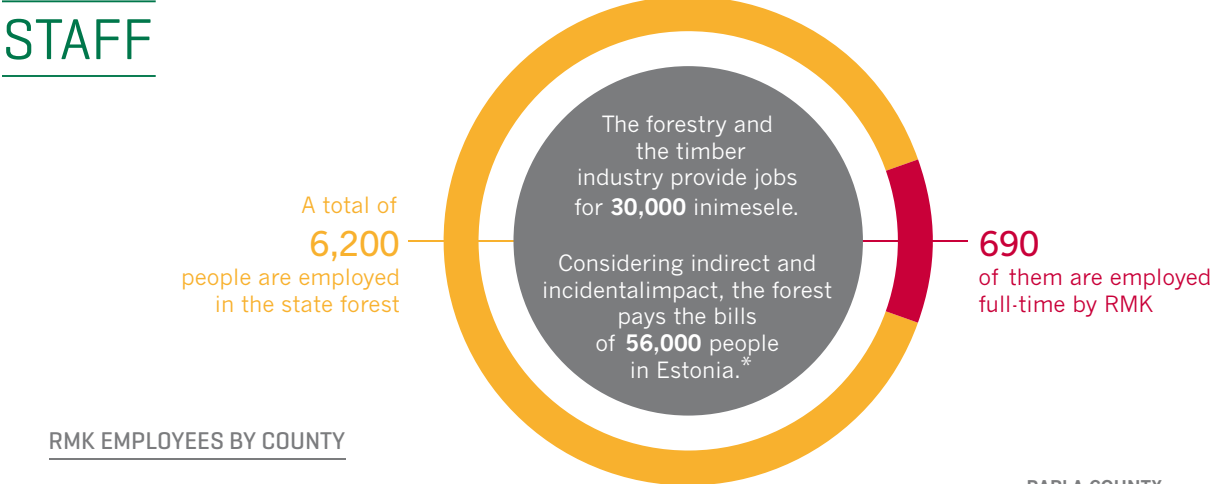 STAFF
The forestry and
the timber
industry provide jobs
for 30,000 inimesele.
Considering indirect and
incidentalimpact, the forest
pays the bills
of 56,000 people
in Estonia.*
A total of
6,200
people are employed
in the state forest
690
of them are employed
full-time by RMK
RMK EMPLOYEES BY COUNTY